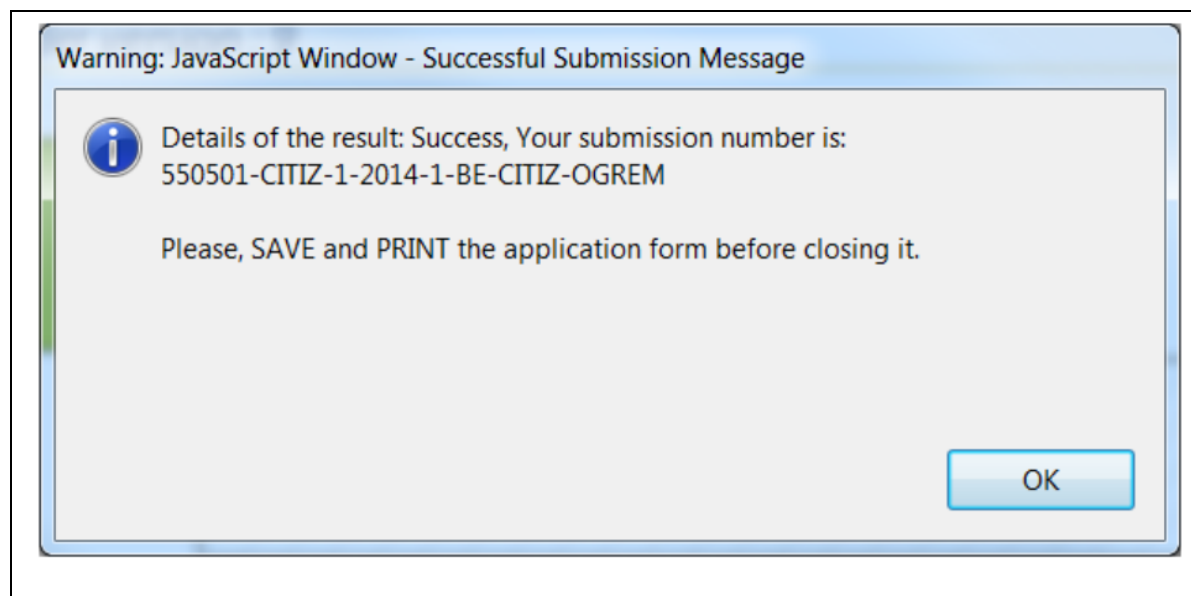 Warning: JavaScript Window - Successful Submission Message
Details of the result: Success, Your submission number is:
550501-CITIZ-1-2014-1-BE-CITIZ-OGREM
Please, SAVE and PRINT the application form before closing it.
OK